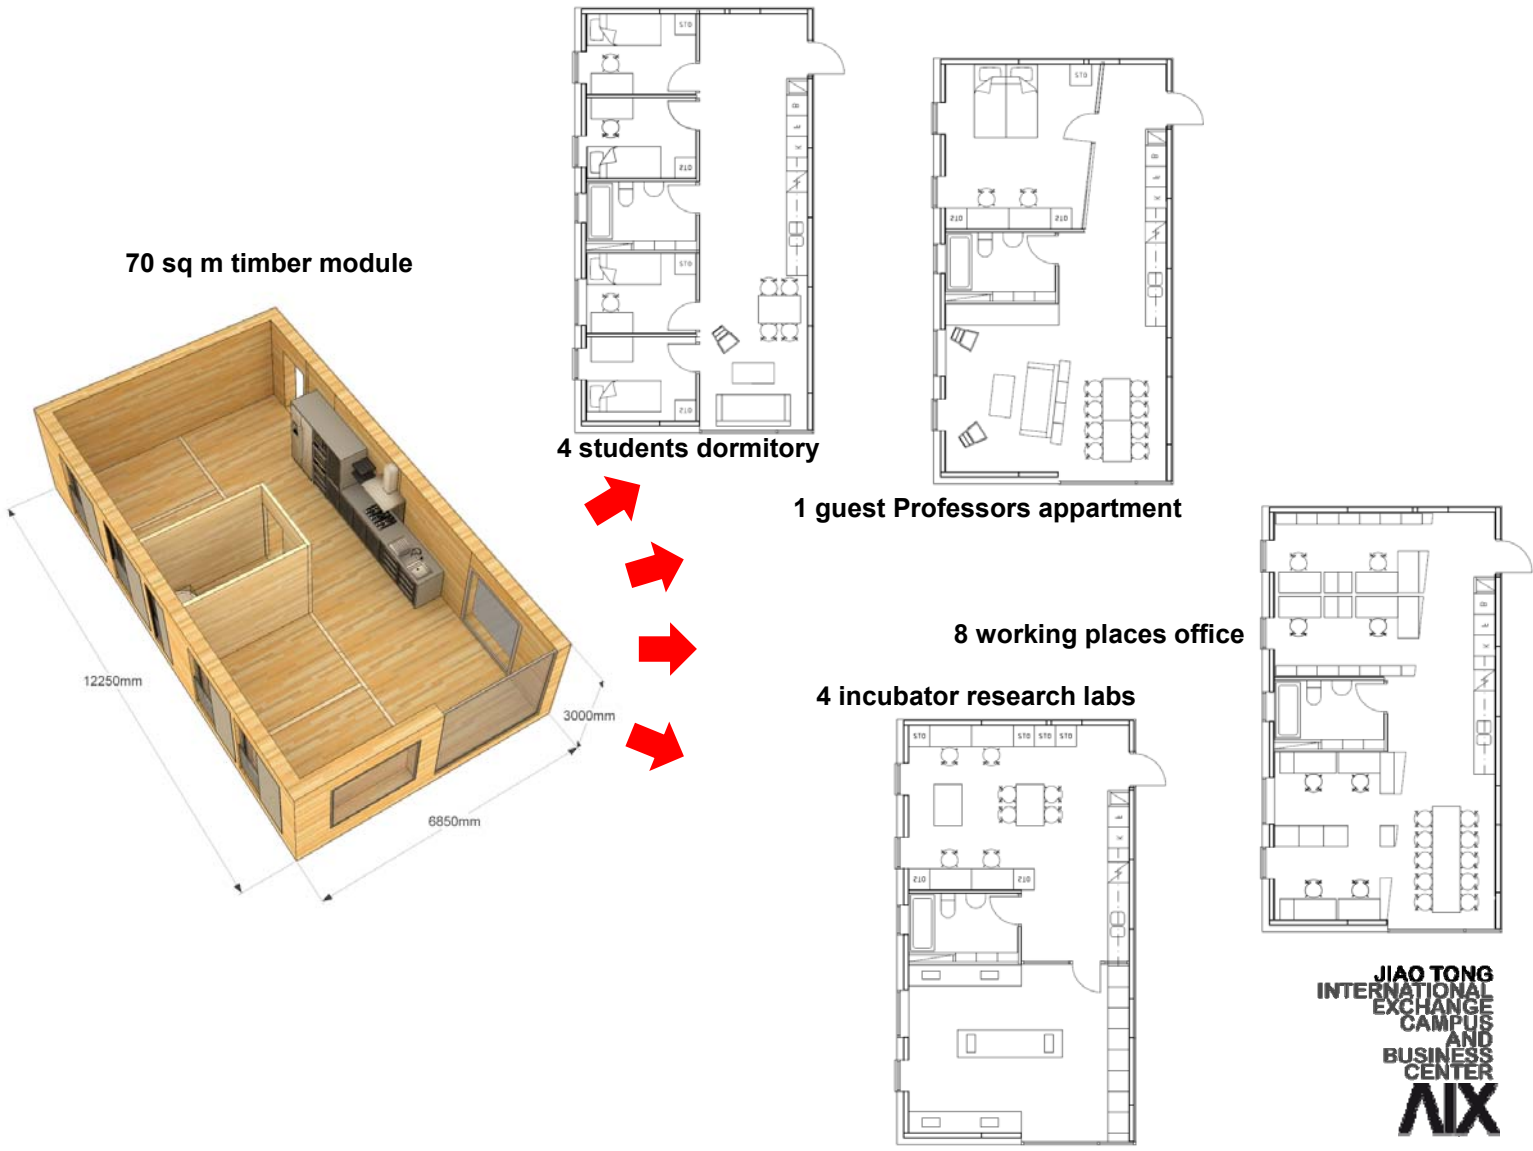 70 sq m timber module
4 students dormitory
1 guest Professors appartment
8 working places office
4 incubator research labs
12250mm
3000mm
6850mm
JIAO TONG
INTERNATIONAL
EXCHANGE
CAMPUS
AND
BUSINESS
CENTER
AIX